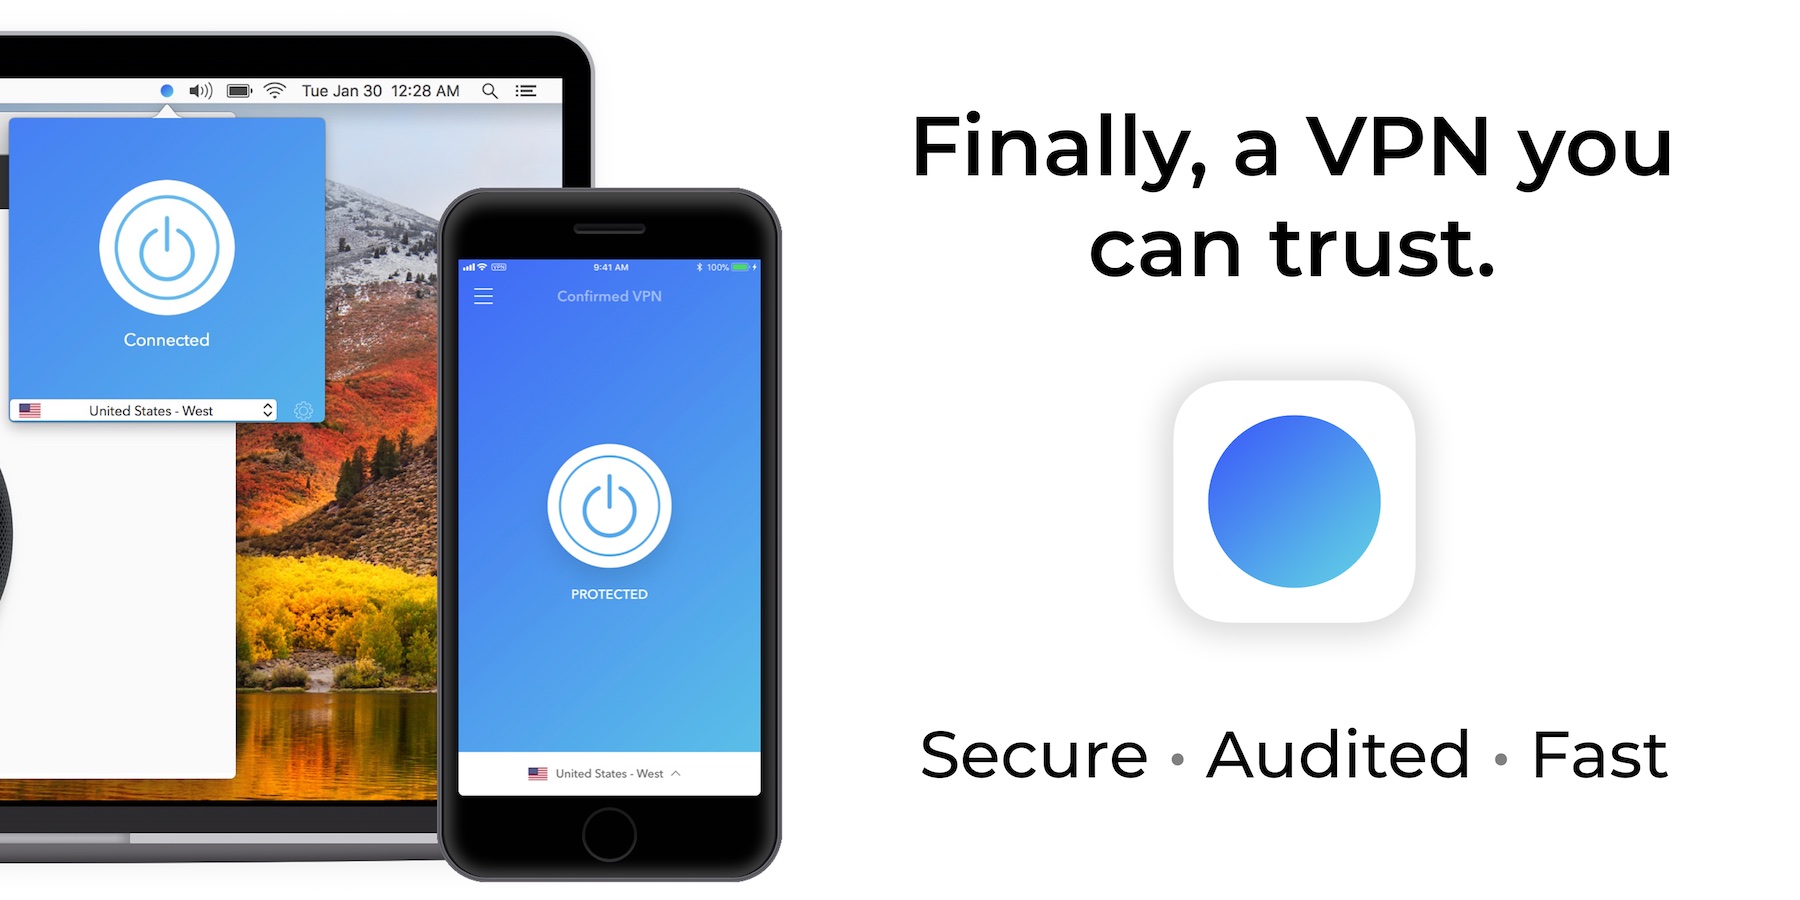 Tue Jan 30 12:28 AM
Connected
United States - West
VPN
9:41 AM
100%
Confirmed VPN
PROTECTED
United States - West
Finally, a VPN you
can trust.
Secure • Audited • Fast